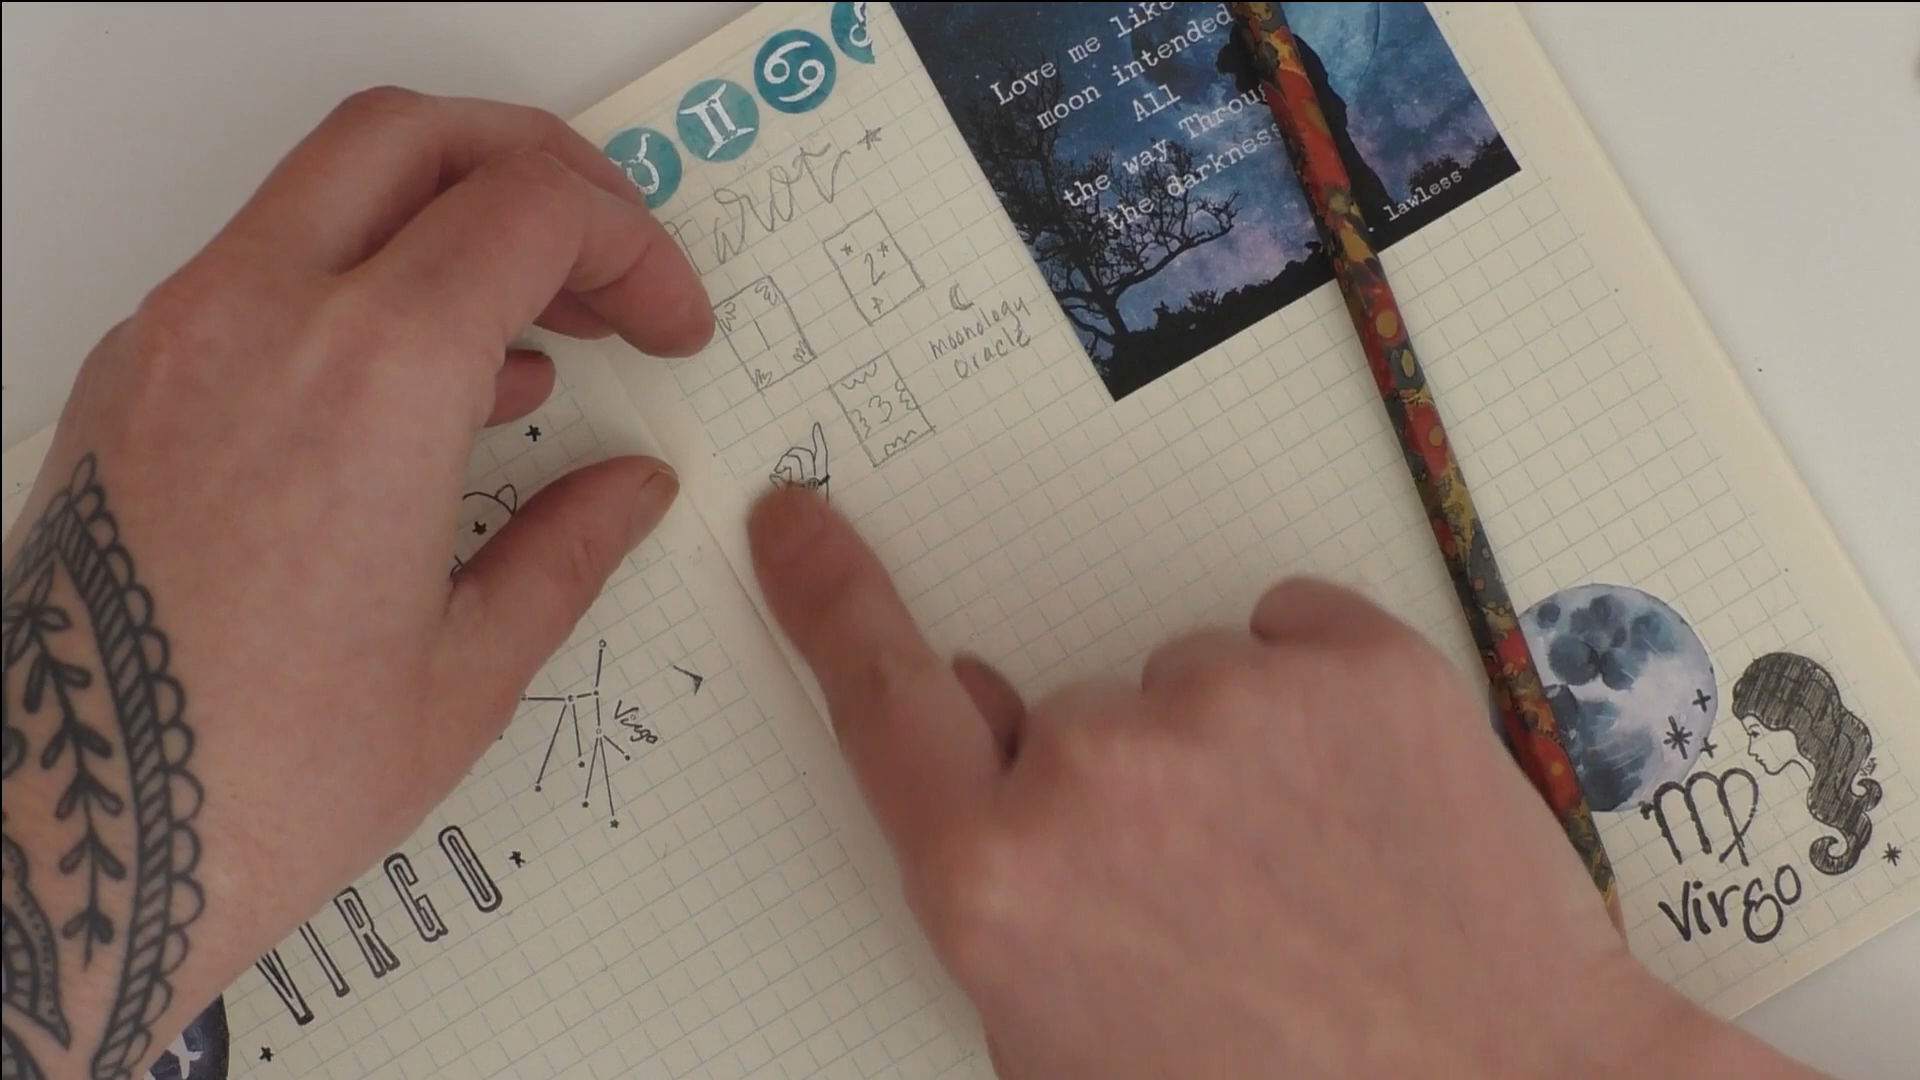 Love me like
moon intended
All
the way Throug
the darkness
lawless
Tarot
1
2
3
moonology
oracle
Virgo
VIRGO
Virgo